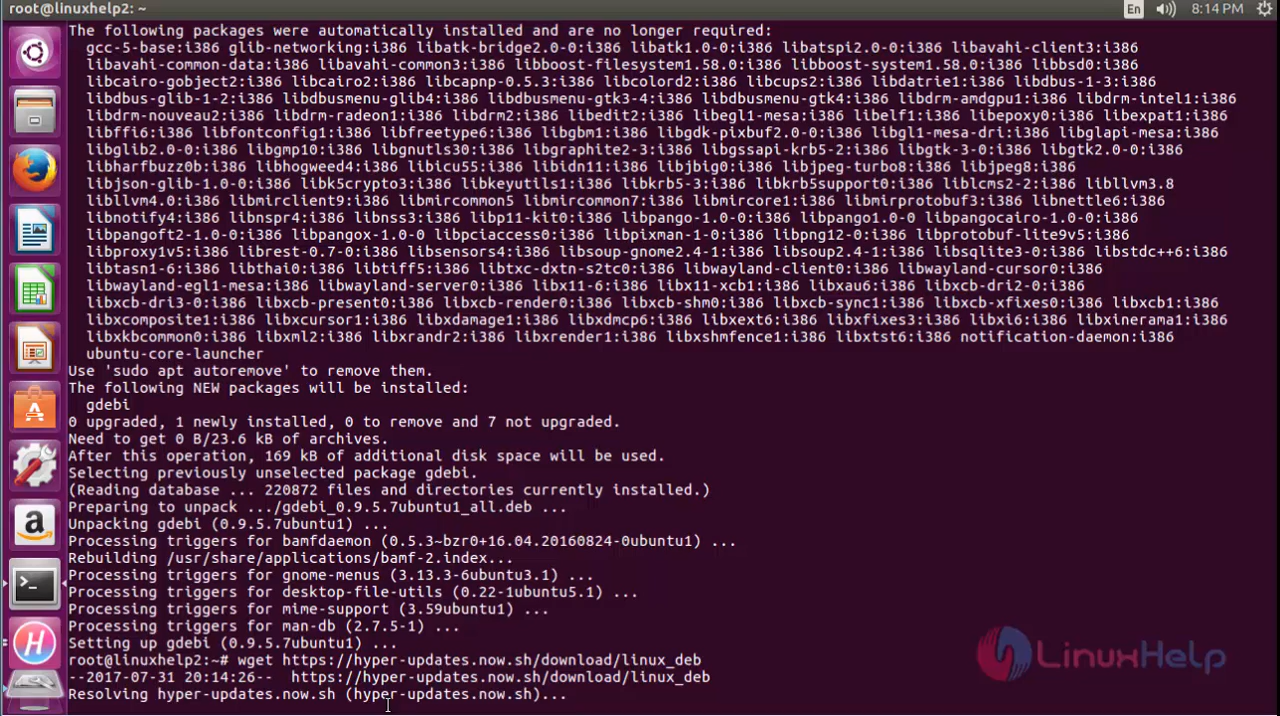 root@linuxhelp2: ~
En
8:14 PM
The following packages were automatically installed and are no longer required:
gcc-5-base:i386 glib-networking:i386 libatk-bridge2.0-0:i386 libatk1.0-0:i386 libatspi2.0-0:i386 libavahi-client3:i386
libavahi-common-data:i386 libavahi-common3:i386 libboost-filesystem1.58.0:i386 libboost-system1.58.0:i386 libbsd0:i386
libcairo-gobject2:i386 libcairo2:i386 libcapnp-0.5.3:i386 libcolord2:i386 libcups2:i386 libdatrie1:i386 libdbus-1-3:i386
libdbus-glib-1-2:i386 libdbusmenu-glib4:i386 libdbusmenu-gtk3-4:i386 libdbusmenu-gtk4:i386 libdrm-amdgpu1:i386 libdrm-intel1:i386
libdrm-nouveau2:i386 libdrm-radeon1:i386 libdrm2:i386 libedit2:i386 libegl1-mesa:i386 libelf1:i386 libepoxy0:i386 libexpat1:i386
libffi6:i386 libfontconfig1:i386 libfreetype6:i386 libgbm1:i386 libgdk-pixbuf2.0-0:i386 libgl1-mesa-dri:i386 libglapi-mesa:i386
libglib2.0-0:i386 libgmp10:i386 libgnutls30:i386 libgraphite2-3:i386 libgssapi-krb5-2:i386 libgtk-3-0:i386 libgtk2.0-0:i386
libharfbuzz0b:i386 libhogweed4:i386 libicu55:i386 libidn11:i386 libjbig0:i386 libjpeg-turbo8:i386 libjpeg8:i386
libjson-glib-1.0-0:i386 libk5crypto3:i386 libkeyutils1:i386 libkrb5-3:i386 libkrb5support0:i386 liblcms2-2:i386 libllvm3.8
libllvm4.0:i386 libmirclient9:i386 libmircommon5 libmircommon7:i386 libmircore1:i386 libmirprotobuf3:i386 libnettle6:i386
libnotify4:i386 libnspr4:i386 libnss3:i386 libp11-kit0:i386 libpango-1.0-0:i386 libpango1.0-0 libpangocairo-1.0-0:i386
libpangoft2-1.0-0:i386 libpangox-1.0-0 libpciaccess0:i386 libpixman-1-0:i386 libpng12-0:i386 libprotobuf-lite9v5:i386
libproxy1v5:i386 librest-0.7-0:i386 libsensors4:i386 libsoup-gnome2.4-1:i386 libsoup2.4-1:i386 libsqlite3-0:i386 libstdc++6:i386
libtasn1-6:i386 libthai0:i386 libtiff5:i386 libtxc-dxtn-s2tc0:i386 libwayland-client0:i386 libwayland-cursor0:i386
libwayland-egl1-mesa:i386 libwayland-server0:i386 libx11-6:i386 libx11-xcb1:i386 libxau6:i386 libxcb-dri2-0:i386
libxcb-dri3-0:i386 libxcb-present0:i386 libxcb-render0:i386 libxcb-shm0:i386 libxcb-sync1:i386 libxcb-xfixes0:i386 libxcb1:i386
libxcomposite1:i386 libxcursor1:i386 libxdamage1:i386 libxdmcp6:i386 libxext6:i386 libxfixes3:i386 libxi6:i386 libxinerama1:i386
libxkbcommon0:i386 libxml2:i386 libxrandr2:i386 libxrender1:i386 libxshmfence1:i386 libxtst6:i386 notification-daemon:i386
ubuntu-core-launcher
Use 'sudo apt autoremove' to remove them.
The following NEW packages will be installed:
gdebi
0 upgraded, 1 newly installed, 0 to remove and 7 not upgraded.
Need to get 0 B/23.6 kB of archives.
After this operation, 169 kB of additional disk space will be used.
Selecting previously unselected package gdebi.
(Reading database ... 220872 files and directories currently installed.)
Preparing to unpack .../gdebi_0.9.5.7ubuntu1_all.deb ...
Unpacking gdebi (0.9.5.7ubuntu1) ...
Processing triggers for bamfdaemon (0.5.3~bzr0+16.04.20160824-0ubuntu1) ...
Rebuilding /usr/share/applications/bamf-2.index...
Processing triggers for gnome-menus (3.13.3-6ubuntu3.1) ...
Processing triggers for desktop-file-utils (0.22-1ubuntu5.1) ...
Processing triggers for mime-support (3.59ubuntu1) ...
Processing triggers for man-db (2.7.5-1) ...
Setting up gdebi (0.9.5.7ubuntu1) ...
root@linuxhelp2:~# wget https://hyper-updates.now.sh/download/linux_deb
--2017-07-31 20:14:26-- https://hyper-updates.now.sh/download/linux_deb
Resolving hyper-updates.now.sh (hyper-updates.now.sh)...
LinuxHelp